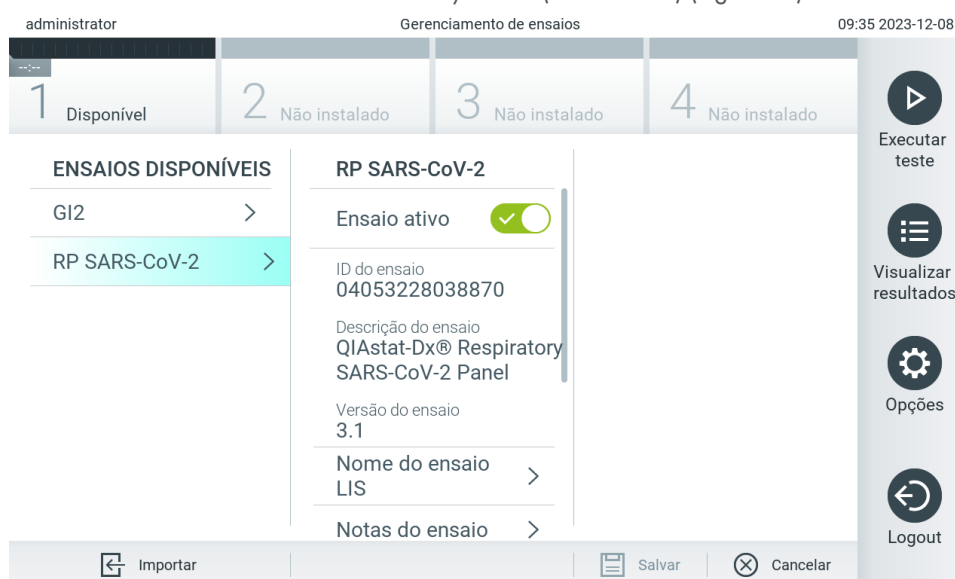 administrator
Gerenciamento de ensaios
09:35 2023-12-08
--:--
1 Disponível
2 Não instalado
3 Não instalado
4 Não instalado
ENSAIOS DISPONÍVEIS
GI2
RP SARS-CoV-2
RP SARS-CoV-2
Ensaio ativo
ID do ensaio
04053228038870
Descrição do ensaio
QIAstat-Dx® Respiratory
SARS-CoV-2 Panel
Versão do ensaio
3.1
Nome do ensaio
LIS
Notas do ensaio
Executar
teste
Visualizar
resultados
Opções
Logout
Importar
Salvar
Cancelar